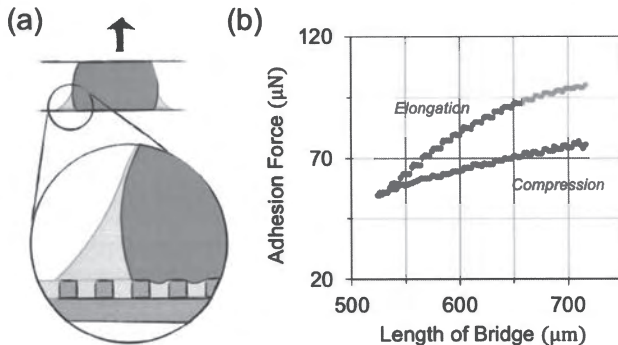 (a)
(b)
Adhesion Force (μN)
120
70
20
Elongation
Compression
500
600
700
Length of Bridge (μm)